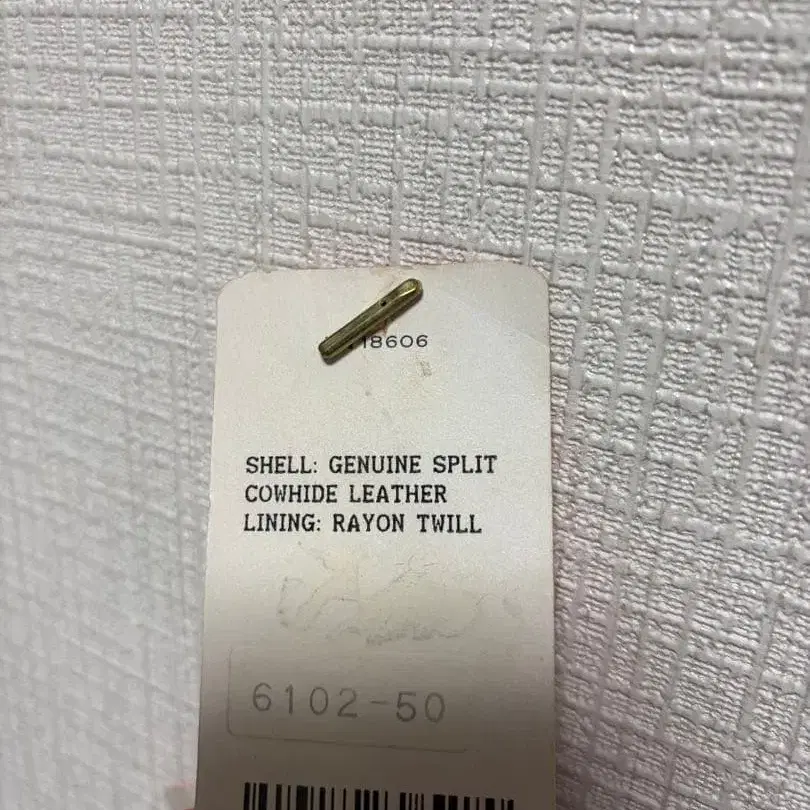 18606
SHELL: GENUINE SPLIT
COWHIDE LEATHER
LINING: RAYON TWILL
6102-50